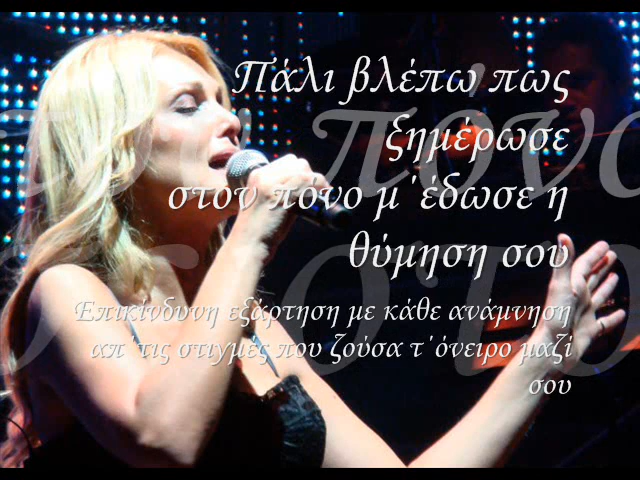 Πάλι βλέπω πως
ξημέρωσε
στον πόνο μ΄έδωσε η
θύμηση σου
Επικίνδυνη εξάρτηση με κάθε ανάμνηση
απ΄τις στιγμές που ζούσα τ΄όνειρο μαζί
σου